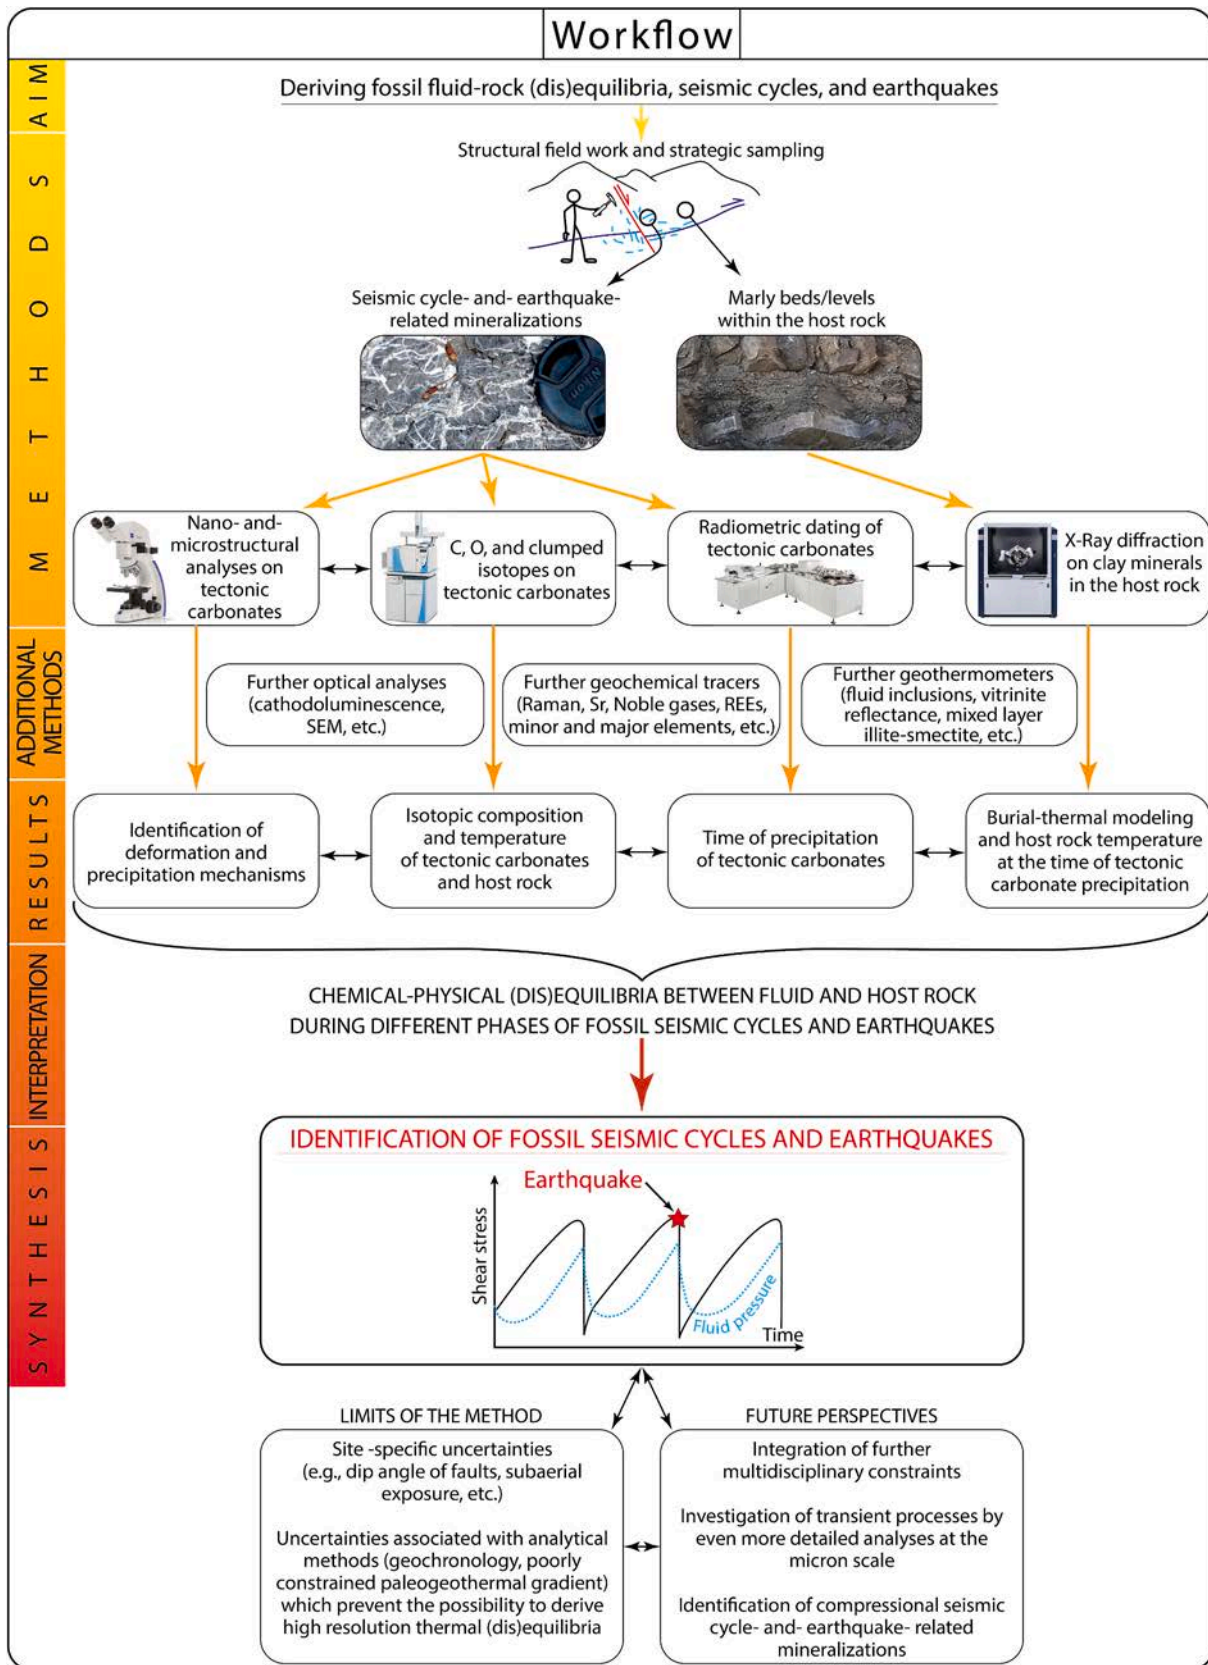 Workflow
AIM
Deriving fossil fluid-rock (dis)equilibria, seismic cycles, and earthquakes
METHODS
Structural field work and strategic sampling
Seismic cycle- and- earthquake-
related mineralizations
Marly beds/levels
within the host rock
Nikon
Nano- and-
microstructural
analyses on
tectonic
carbonates
C, O, and clumped
isotopes on
tectonic carbonates
Radiometric dating of
tectonic carbonates
X-Ray diffraction
on clay minerals
in the host rock
ADDITIONAL
METHODS
Further optical analyses
(cathodoluminescence,
SEM, etc.)
Further geochemical tracers
(Raman, Sr, Noble gases, REEs,
minor and major elements, etc.)
Further geothermometers
(fluid inclusions, vitrinite
reflectance, mixed layer
illite-smectite, etc.)
RESULTS
Identification of
deformation and
precipitation mechanisms
Isotopic composition
and temperature
of tectonic carbonates
and host rock
Time of precipitation
of tectonic carbonates
Burial-thermal modeling
and host rock temperature
at the time of tectonic
carbonate precipitation
INTERPRETATION
CHEMICAL-PHYSICAL (DIS)EQUILIBRIA BETWEEN FLUID AND HOST ROCK
DURING DIFFERENT PHASES OF FOSSIL SEISMIC CYCLES AND EARTHQUAKES
SYNTHESIS
IDENTIFICATION OF FOSSIL SEISMIC CYCLES AND EARTHQUAKES
Earthquake
Shear stress
Fluid pressure
Time
LIMITS OF THE METHOD
Site -specific uncertainties
(e.g., dip angle of faults, subaerial
exposure, etc.)
Uncertainties associated with analytical
methods (geochronology, poorly
constrained paleogeothermal gradient)
which prevent the possibility to derive
high resolution thermal (dis)equilibria
FUTURE PERSPECTIVES
Integration of further
multidisciplinary constraints
Investigation of transient processes by
even more detailed analyses at the
micron scale
Identification of compressional seismic
cycle- and- earthquake- related
mineralizations